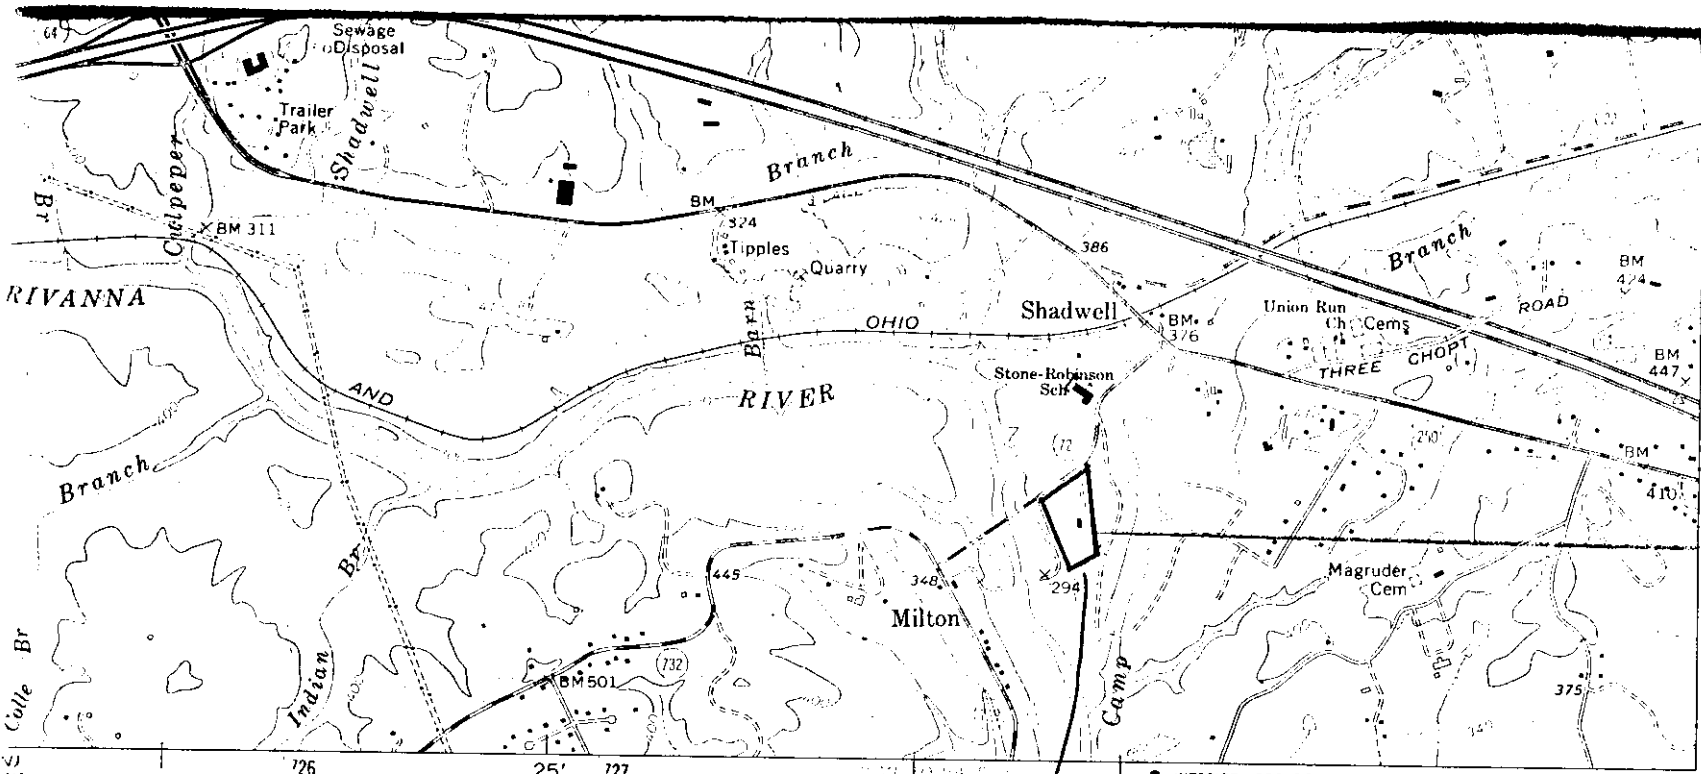 64
Sewage
Disposal
Trailer
Park
Shadwell
Branch
Culpeper
Br
BM 311
BM
324
Tipples
Quarry
386
Branch
BM
424
RIVANNA
Shadwell
Union Run
Ch
Cems
ROAD
OHIO
Barn
BM
376
THREE CHOPT
BM
447
AND
RIVER
Stone-Robinson
Sch
250
BM
410
Branch
Br
445
348
294
Magruder
Cem
Milton
Colle Br
Indian
732
BM 501
Camp
375
726
25'
727